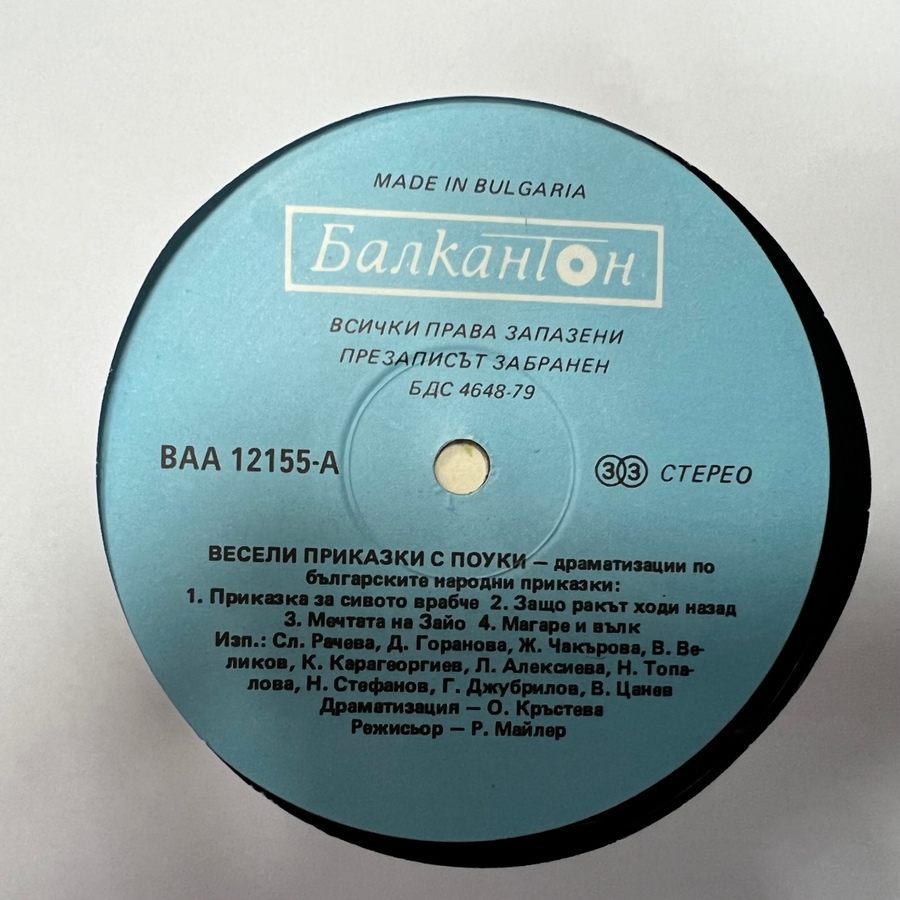 MADE IN BULGARIA
Балкантон
ВСИЧКИ ПРАВА ЗАПАЗЕНИ
ПРЕЗАПИСЪТ ЗАБРАНЕН
БДС 4648-79
ВАА 12155-А
33 СТЕРЕО
ВЕСЕЛИ ПРИКАЗКИ С ПОУКИ — драматизации по
българските народни приказки:
1. Приказка за сивото врабче 2. Защо ракът ходи назад
3. Мечтата на Зайо 4. Магаре и вълк
Изп.: Сл. Рачева, Д. Горанова, Ж. Чакърова, В. Ве-
ликов, К. Карагеоргиев, Л. Алексиева, Н. Топа-
лова, Н. Стефанов, Г. Джубрилов, В. Цанев
Драматизация — О. Кръстева
Режисьор — Р. Майлер